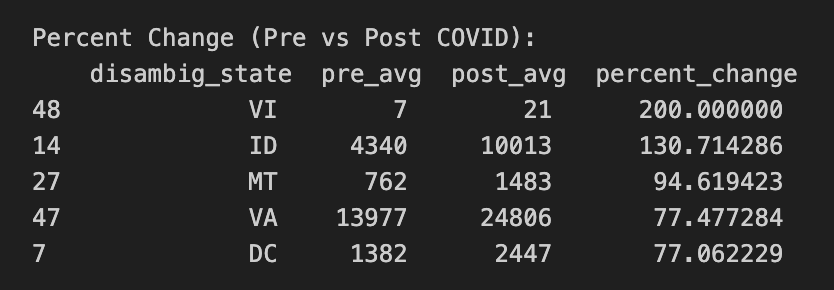 Percent Change (Pre vs Post COVID):
disambig_state pre_avg post_avg percent_change
48 VI 7 21 200.000000
14 ID 4340 10013 130.714286
27 MT 762 1483 94.619423
47 VA 13977 24806 77.477284
7 DC 1382 2447 77.062229